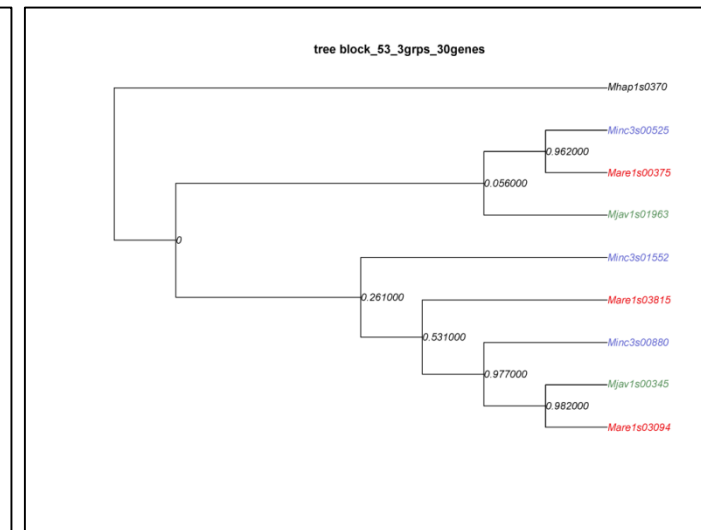 tree block_53_3grps_30genes
Mhap1s0370
Minc3s00525
0.962000
Mare1s00375
0.056000
Mjav1s01963
0
Minc3s01552
0.261000
Mare1s03815
0.531000
Minc3s00880
0.977000
Mjav1s00345
0.982000
Mare1s03094